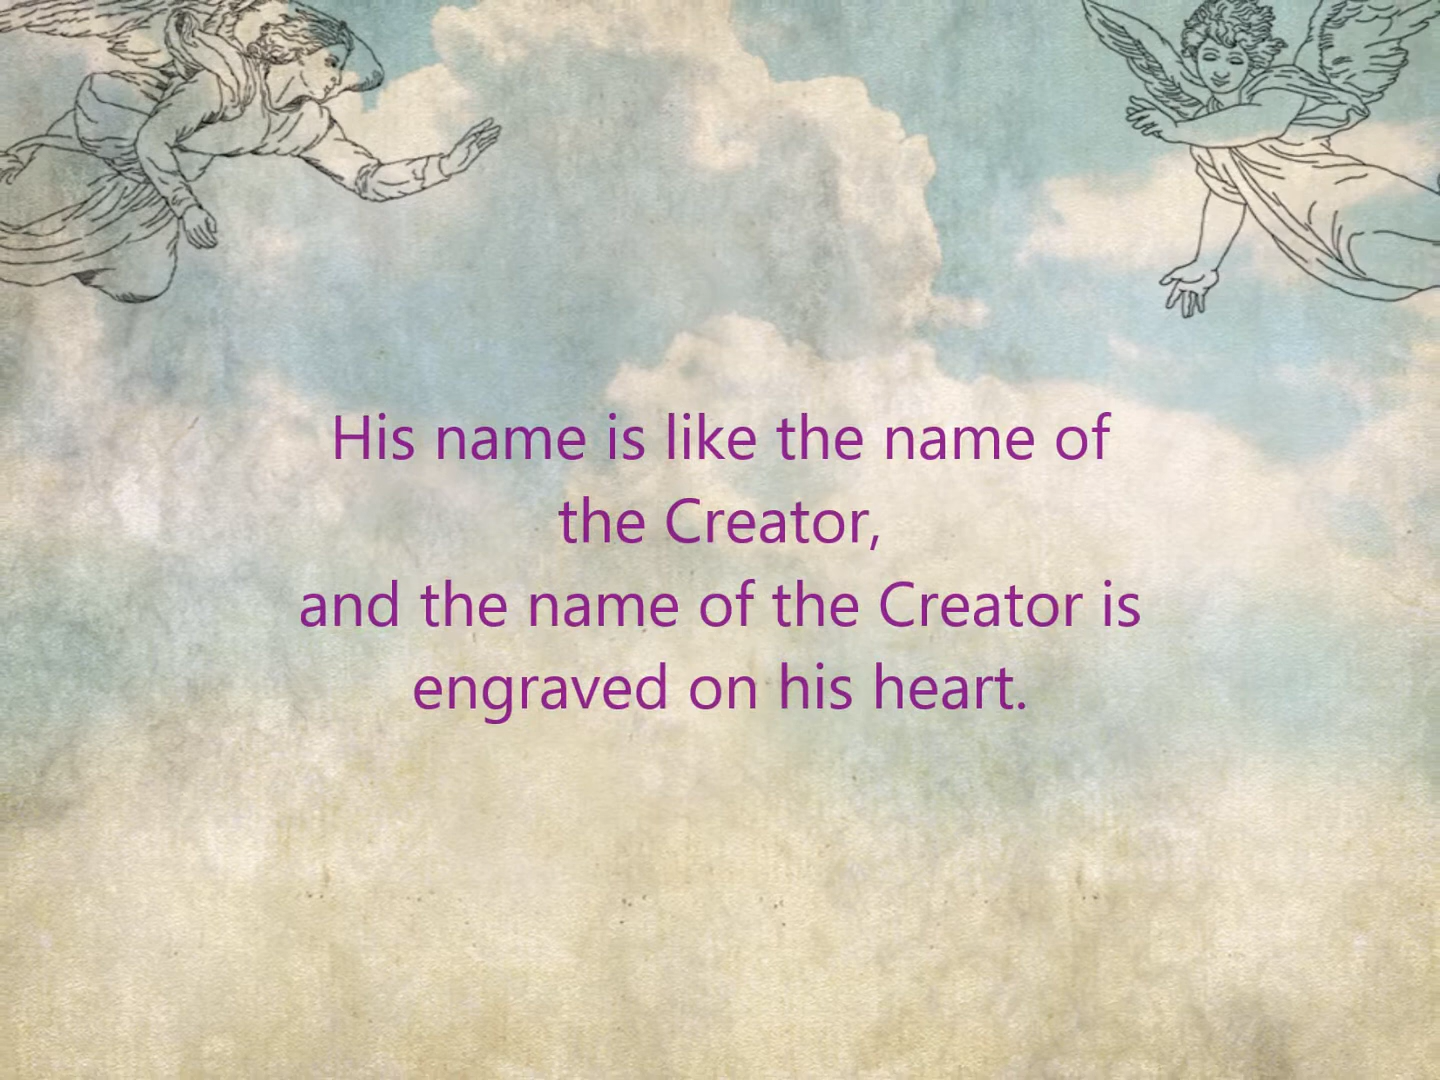 His name is like the name of
the Creator,
and the name of the Creator is
engraved on his heart.